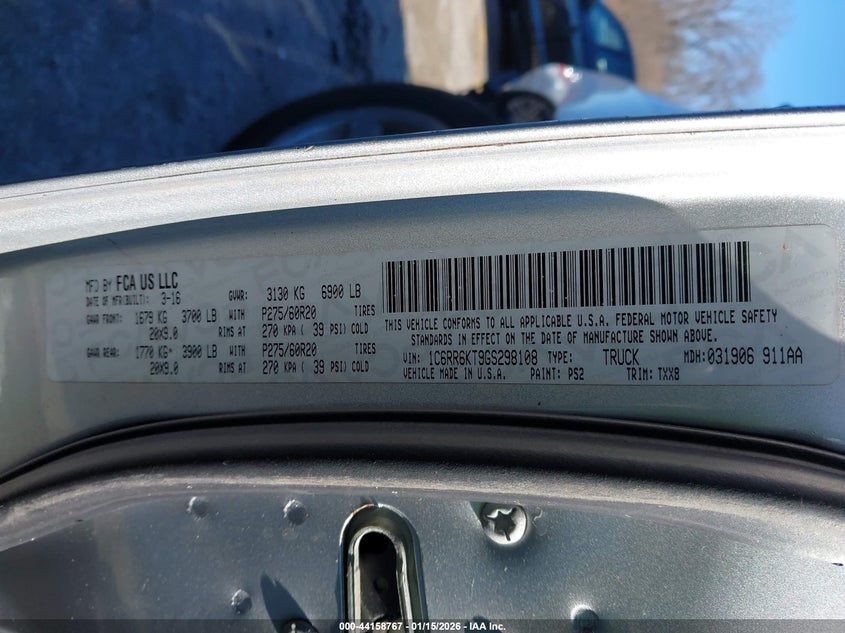 MFD BY FCA US LLC
DATE OF MFR(BUILT): 3-16 GVWR: 3130 KG 6900 LB
GAWR FRONT: 1679 KG 3700 LB WITH P275/60R20 TIRES
20X9.0 RIMS AT 270 KPA ( 39 PSI) COLD
GAWR REAR: 1770 KG 3900 LB WITH P275/60R20 TIRES
20X9.0 RIMS AT 270 KPA ( 39 PSI) COLD
THIS VEHICLE CONFORMS TO ALL APPLICABLE U.S.A. FEDERAL MOTOR VEHICLE SAFETY
STANDARDS IN EFFECT ON THE DATE OF MANUFACTURE SHOWN ABOVE.
VIN: 1C6RR6KT9GS298108 TYPE: TRUCK MDH: 031906 911AA
VEHICLE MADE IN U.S.A. PAINT: PS2 TRIM: TXX8
000-44158767 - 01/15/2026 - IAA Inc.